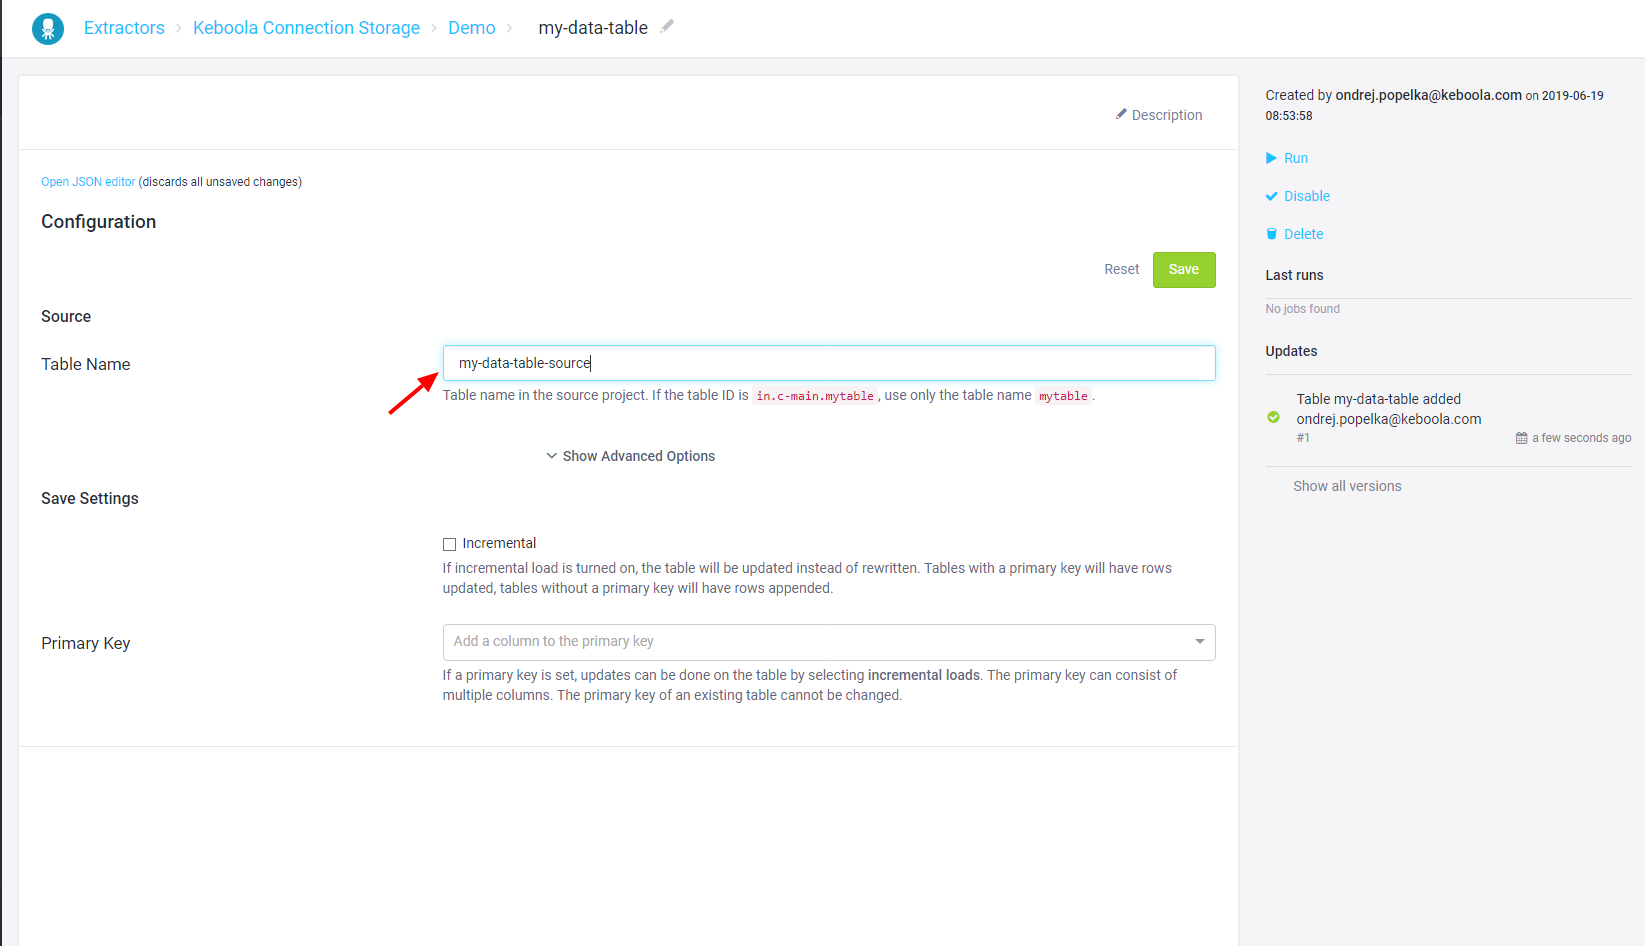 Extractors > Keboola Connection Storage > Demo > my-data-table
Description
Open JSON editor (discards all unsaved changes)
Configuration
Reset Save
Source
Table Name
my-data-table-source
Table name in the source project. If the table ID is in.c-main.mytable, use only the table name mytable.
Show Advanced Options
Save Settings
Incremental
If incremental load is turned on, the table will be updated instead of rewritten. Tables with a primary key will have rows
updated, tables without a primary key will have rows appended.
Primary Key
Add a column to the primary key
If a primary key is set, updates can be done on the table by selecting incremental loads. The primary key can consist of
multiple columns. The primary key of an existing table cannot be changed.
Created by ondrej.popelka@keboola.com on 2019-06-19
08:53:58
Run
Disable
Delete
Last runs
No jobs found
Updates
Table my-data-table added
ondrej.popelka@keboola.com
#1 a few seconds ago
Show all versions